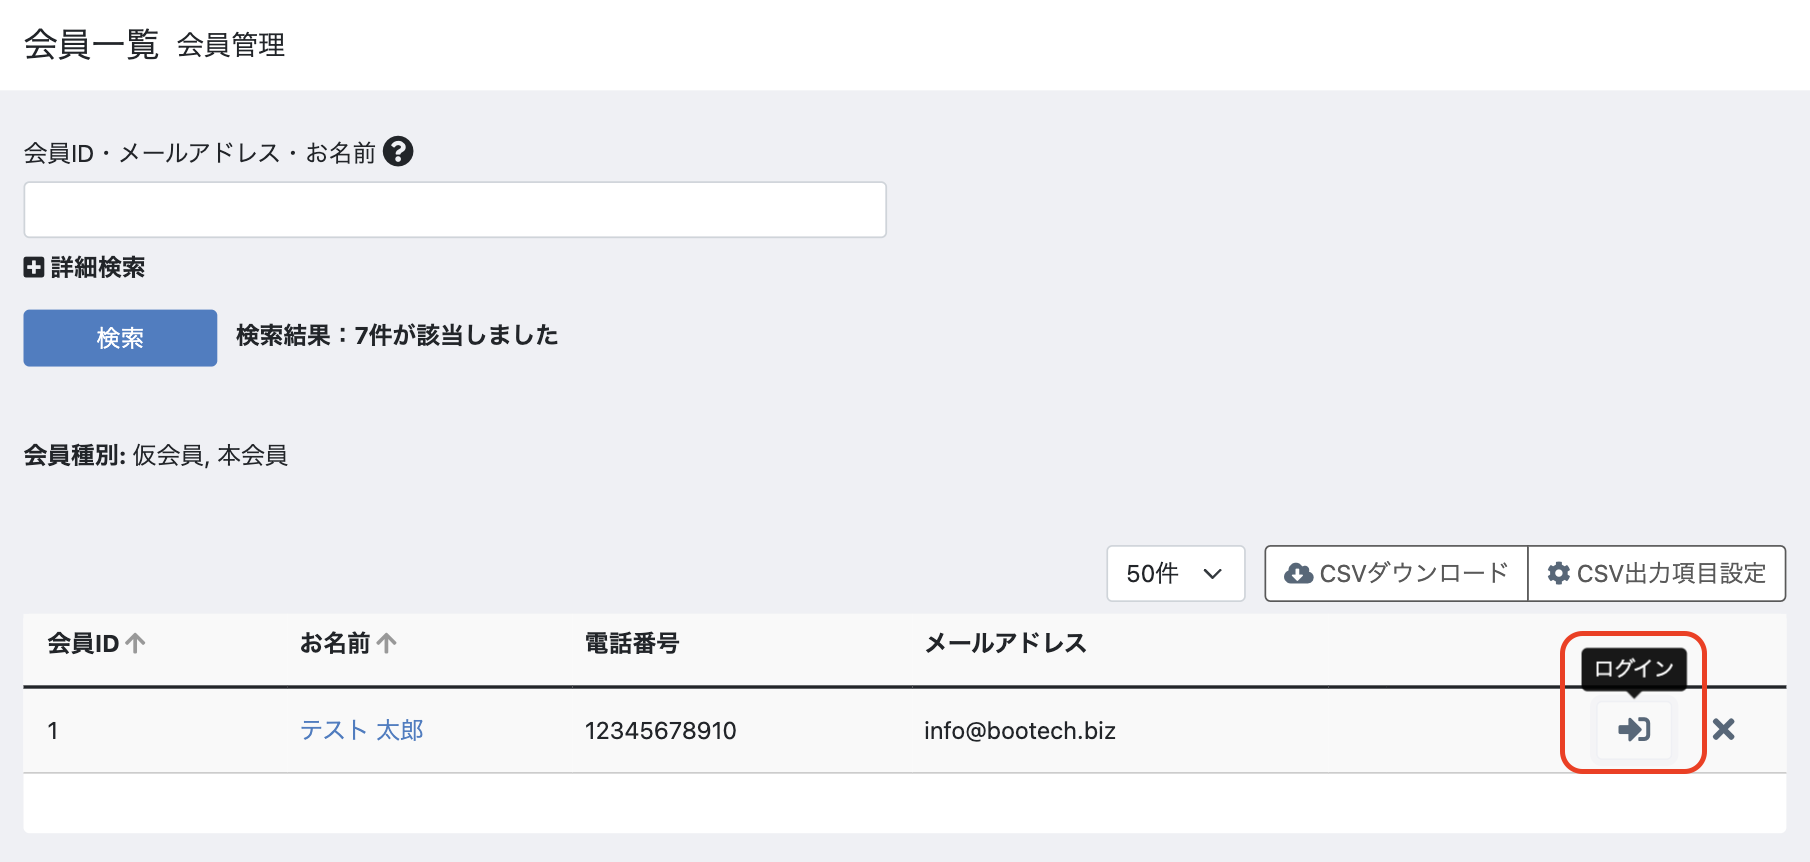 会員一覧 会員管理
会員ID・メールアドレス・お名前
詳細検索
検索 検索結果：7件が該当しました
会員種別: 仮会員, 本会員
50件 CSVダウンロード CSV出力項目設定
会員ID お名前 電話番号 メールアドレス
ログイン
1 テスト 太郎 12345678910 info@bootech.biz